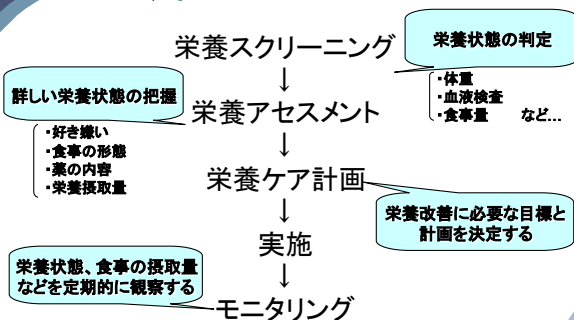 栄養スクリーニング
栄養状態の判定
・体重
・血液検査
・食事量　など…
↓
詳しい栄養状態の把握
・好き嫌い
・食事の形態
・薬の内容
・栄養摂取量
栄養アセスメント
↓
栄養ケア計画
栄養改善に必要な目標と
計画を決定する
↓
実施
↓
栄養状態、食事の摂取量
などを定期的に観察する
モニタリング